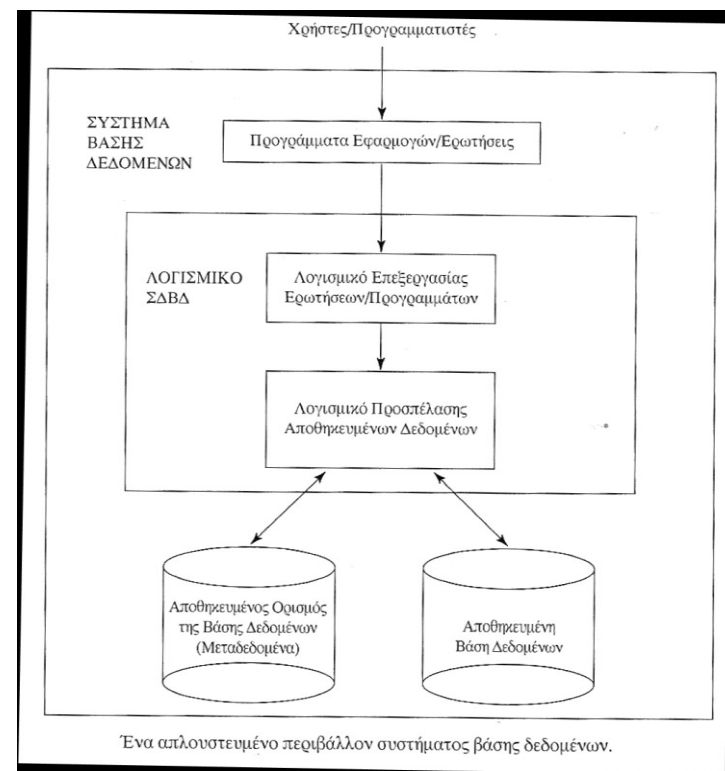 Χρήστες/Προγραμματιστές
ΣΥΣΤΗΜΑ
ΒΑΣΗΣ
ΔΕΔΟΜΕΝΩΝ
Προγράμματα Εφαρμογών/Ερωτήσεις
ΛΟΓΙΣΜΙΚΟ
ΣΔΒΔ
Λογισμικό Επεξεργασίας
Ερωτήσεων/Προγραμμάτων
Λογισμικό Προσπέλασης
Αποθηκευμένων Δεδομένων
Αποθηκευμένος Ορισμός
της Βάσης Δεδομένων
(Μεταδεδομένα)
Αποθηκευμένη
Βάση Δεδομένων
Ένα απλουστευμένο περιβάλλον συστήματος βάσης δεδομένων.